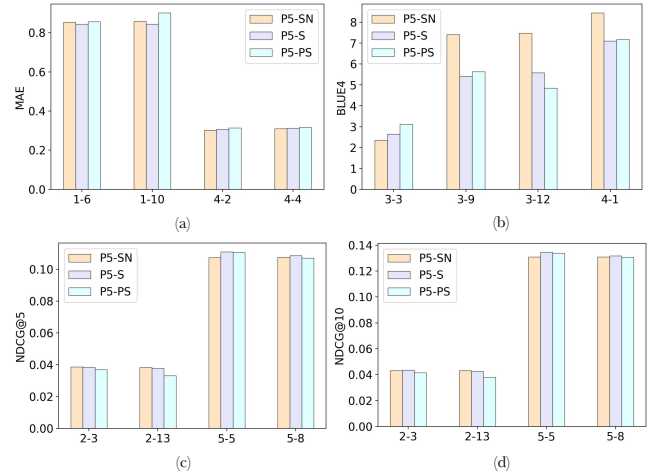 MAE
0.8
0.6
0.4
0.2
0.0
P5-SN
P5-S
P5-PS
1-6 1-10 4-2 4-4
(a)
BLUE4
8
7
6
5
4
3
2
1
0
P5-SN
P5-S
P5-PS
3-3 3-9 3-12 4-1
(b)
NDCG@5
0.10
0.08
0.06
0.04
0.02
0.00
P5-SN
P5-S
P5-PS
2-3 2-13 5-5 5-8
(c)
NDCG@10
0.14
0.12
0.10
0.08
0.06
0.04
0.02
0.00
P5-SN
P5-S
P5-PS
2-3 2-13 5-5 5-8
(d)